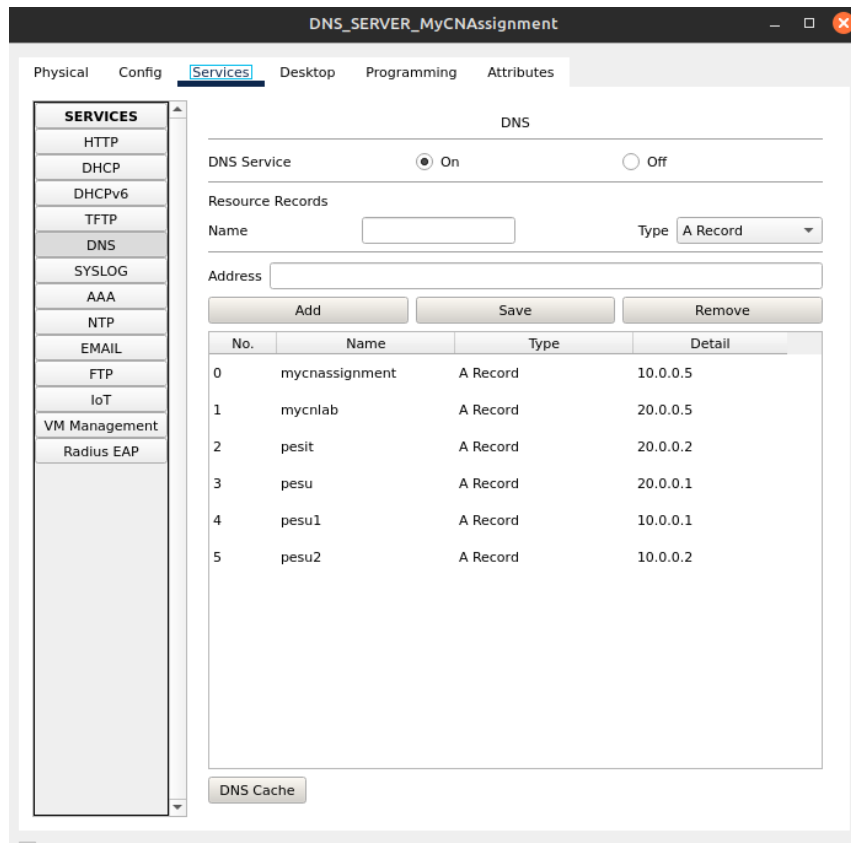 DNS_SERVER_MyCNAssignment
Physical Config Services Desktop Programming Attributes
SERVICES
HTTP
DHCP
DHCPv6
TFTP
DNS
SYSLOG
AAA
NTP
EMAIL
FTP
IoT
VM Management
Radius EAP
DNS
DNS Service On Off
Resource Records
Name Type A Record
Address
Add Save Remove
No. Name Type Detail
0 mycnassignment A Record 10.0.0.5
1 mycnlab A Record 20.0.0.5
2 pesit A Record 20.0.0.2
3 pesu A Record 20.0.0.1
4 pesu1 A Record 10.0.0.1
5 pesu2 A Record 10.0.0.2
DNS Cache